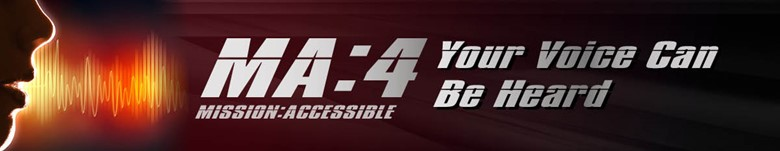 MA:4
MISSION:ACCESSIBLE
Your Voice Can
Be Heard